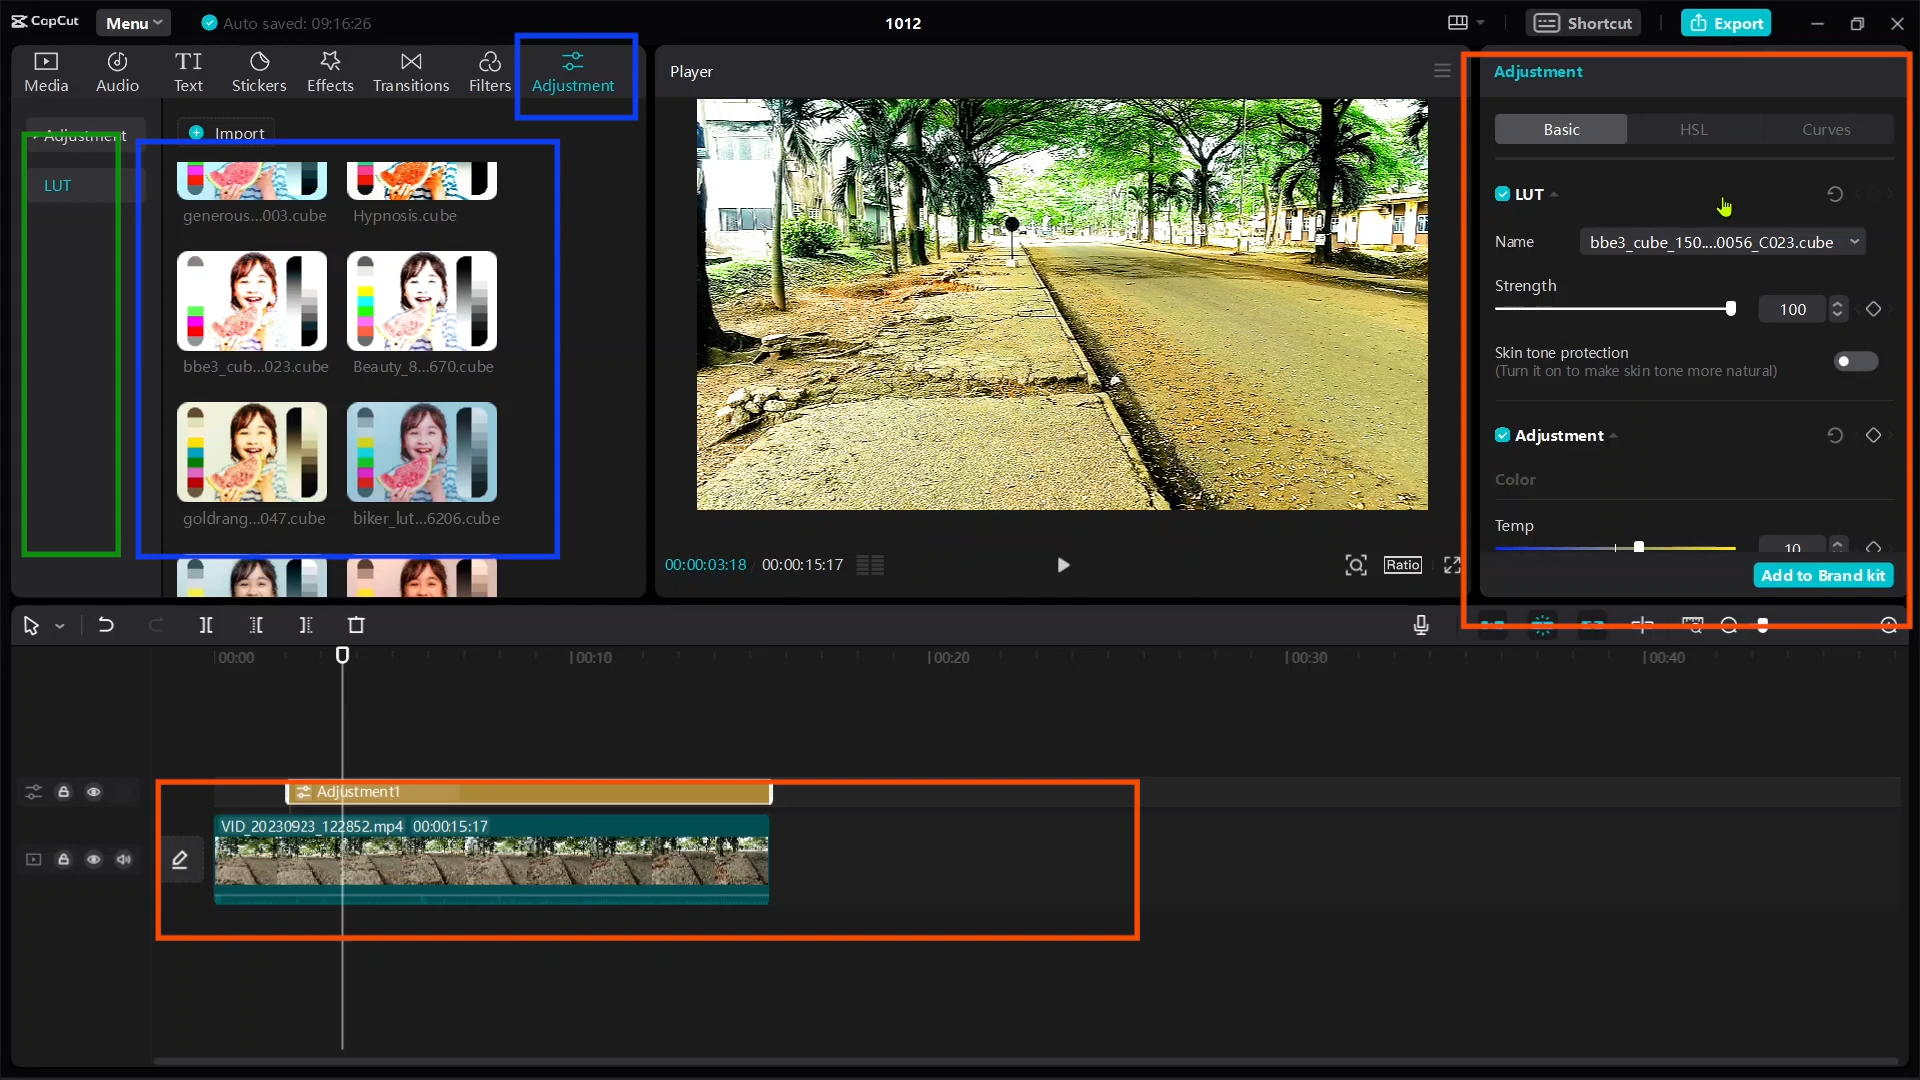 CapCut
Menu
Auto saved: 09:16:26
1012
Shortcut
Export
Media
Audio
TI
Text
Stickers
Effects
Transitions
Filters
Adjustment
Adjustment
LUT
Import
generous...003.cube
Hypnosis.cube
bbe3_cub...023.cube
Beauty_8...670.cube
goldrang...047.cube
biker_lut...6206.cube
Player
00:00:03:18
00:00:15:17
Ratio
Adjustment
Basic
HSL
Curves
LUT
Name
bbe3_cube_150....0056_C023.cube
Strength
100
Skin tone protection
(Turn it on to make skin tone more natural)
Adjustment
Color
Temp
10
Add to Brand kit
00:00
00:10
00:20
00:30
00:40
Adjustment1
VID_20230923_122852.mp4 00:00:15:17